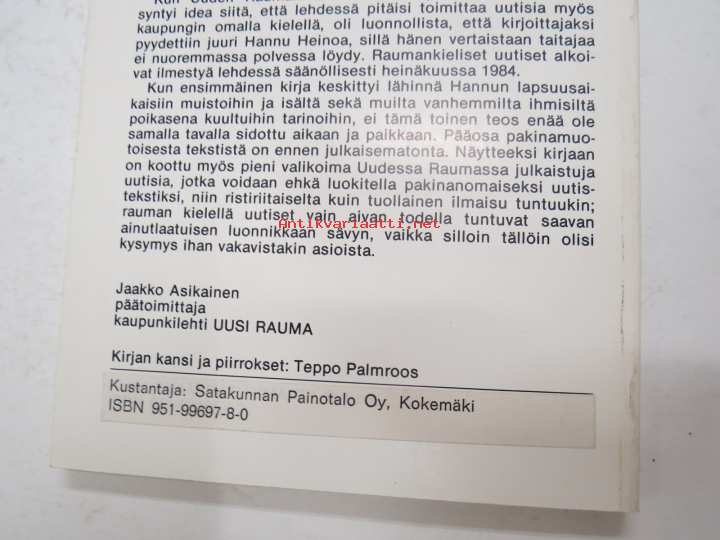 syntyi idea siitä, että lehdessä pitäisi toimittaa uutisia myös
kaupungin omalla kielellä, oli luonnollista, että kirjoittajaksi
pyydettiin juuri Hannu Heinoa, sillä hänen vertaistaan taitajaa
ei nuoremmassa polvessa löydy. Raumankieliset uutiset alkoi-
vat ilmestyä lehdessä säännöllisesti heinäkuussa 1984.
Kun ensimmäinen kirja keskittyi lähinnä Hannun lapsuusai-
kaisiin muistoihin ja isältä sekä muilta vanhemmilta ihmisiltä
poikasena kuultuihin tarinoihin, ei tämä toinen teos enää ole
samalla tavalla sidottu aikaan ja paikkaan. Pääosa pakinamuo-
toisesta tekstistä on ennen julkaisematonta. Näytteeksi kirjaan
on koottu myös pieni valikoima Uudessa Raumassa julkaistuja
uutisia, jotka voidaan ehkä luokitella pakinanomaiseksi uutis-
tekstiksi, niin ristiriitaiselta kuin tuollainen ilmaisu tuntuukin;
rauman kielellä uutiset vain aivan todella tuntuvat saavan
ainutlaatuisen luonnikkaan sävyn, vaikka silloin tällöin olisi
kysymys ihan vakavistakin asioista.
Antikvariaatti.net
Jaakko Asikainen
päätoimittaja
kaupunkilehti UUSI RAUMA
Kirjan kansi ja piirrokset: Teppo Palmroos
Kustantaja: Satakunnan Painotalo Oy, Kokemäki
ISBN 951-99697-8-0